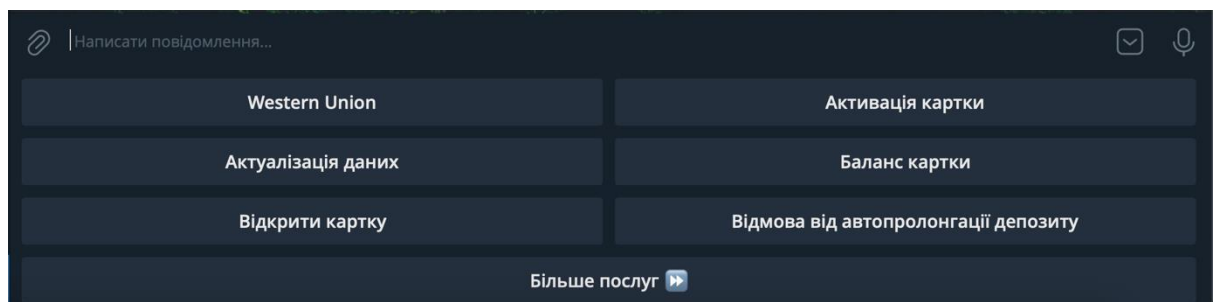 Написати повідомлення...
Western Union
Активація картки
Актуалізація даних
Баланс картки
Відкрити картку
Відмова від автопролонгації депозиту
Більше послуг ⏩